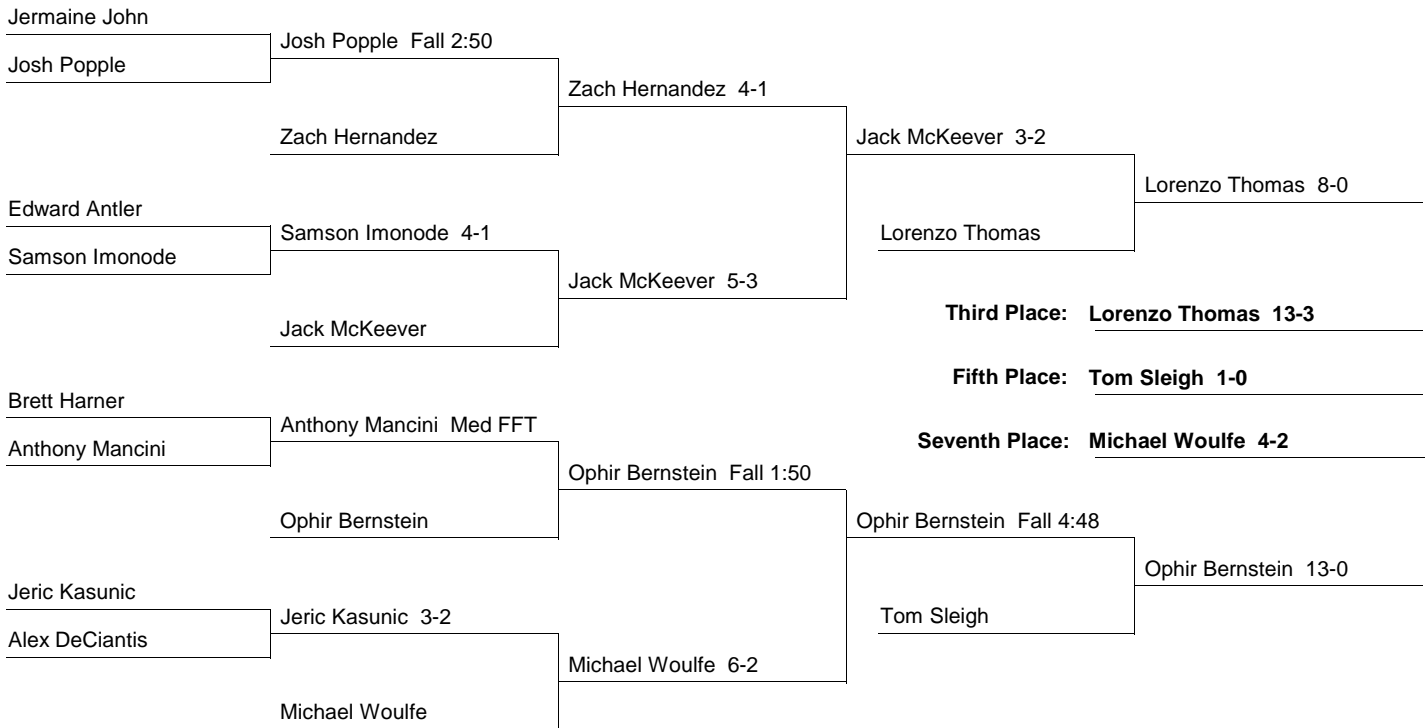 Jermaine John
Josh Popple Fall 2:50
Josh Popple
Zach Hernandez 4-1
Zach Hernandez
Jack McKeever 3-2
Lorenzo Thomas 8-0
Edward Antler
Samson Imonode 4-1
Lorenzo Thomas
Samson Imonode
Jack McKeever 5-3
Third Place: Lorenzo Thomas 13-3
Jack McKeever
Fifth Place: Tom Sleigh 1-0
Brett Harner
Anthony Mancini Med FFT
Seventh Place: Michael Woulfe 4-2
Anthony Mancini
Ophir Bernstein Fall 1:50
Ophir Bernstein
Ophir Bernstein Fall 4:48
Ophir Bernstein 13-0
Jeric Kasunic
Jeric Kasunic 3-2
Tom Sleigh
Alex DeCiantis
Michael Woulfe 6-2
Michael Woulfe